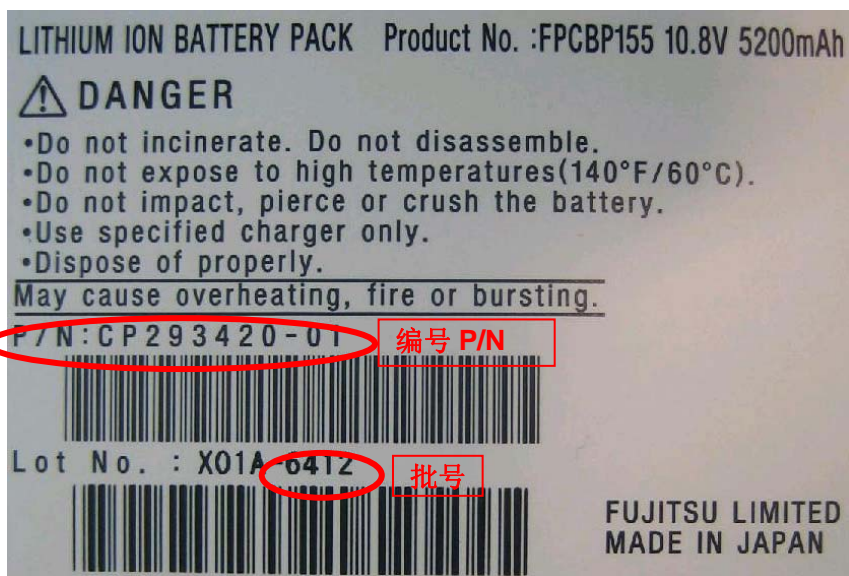 LITHIUM ION BATTERY PACK Product No. :FPCBP155 10.8V 5200mAh
⚠ DANGER
•Do not incinerate. Do not disassemble.
•Do not expose to high temperatures(140°F/60°C).
•Do not impact, pierce or crush the battery.
•Use specified charger only.
•Dispose of properly.
May cause overheating, fire or bursting.
P/N:CP293420-01 编号 P/N
Lot No. : X01A-6412 批号
FUJITSU LIMITED
MADE IN JAPAN